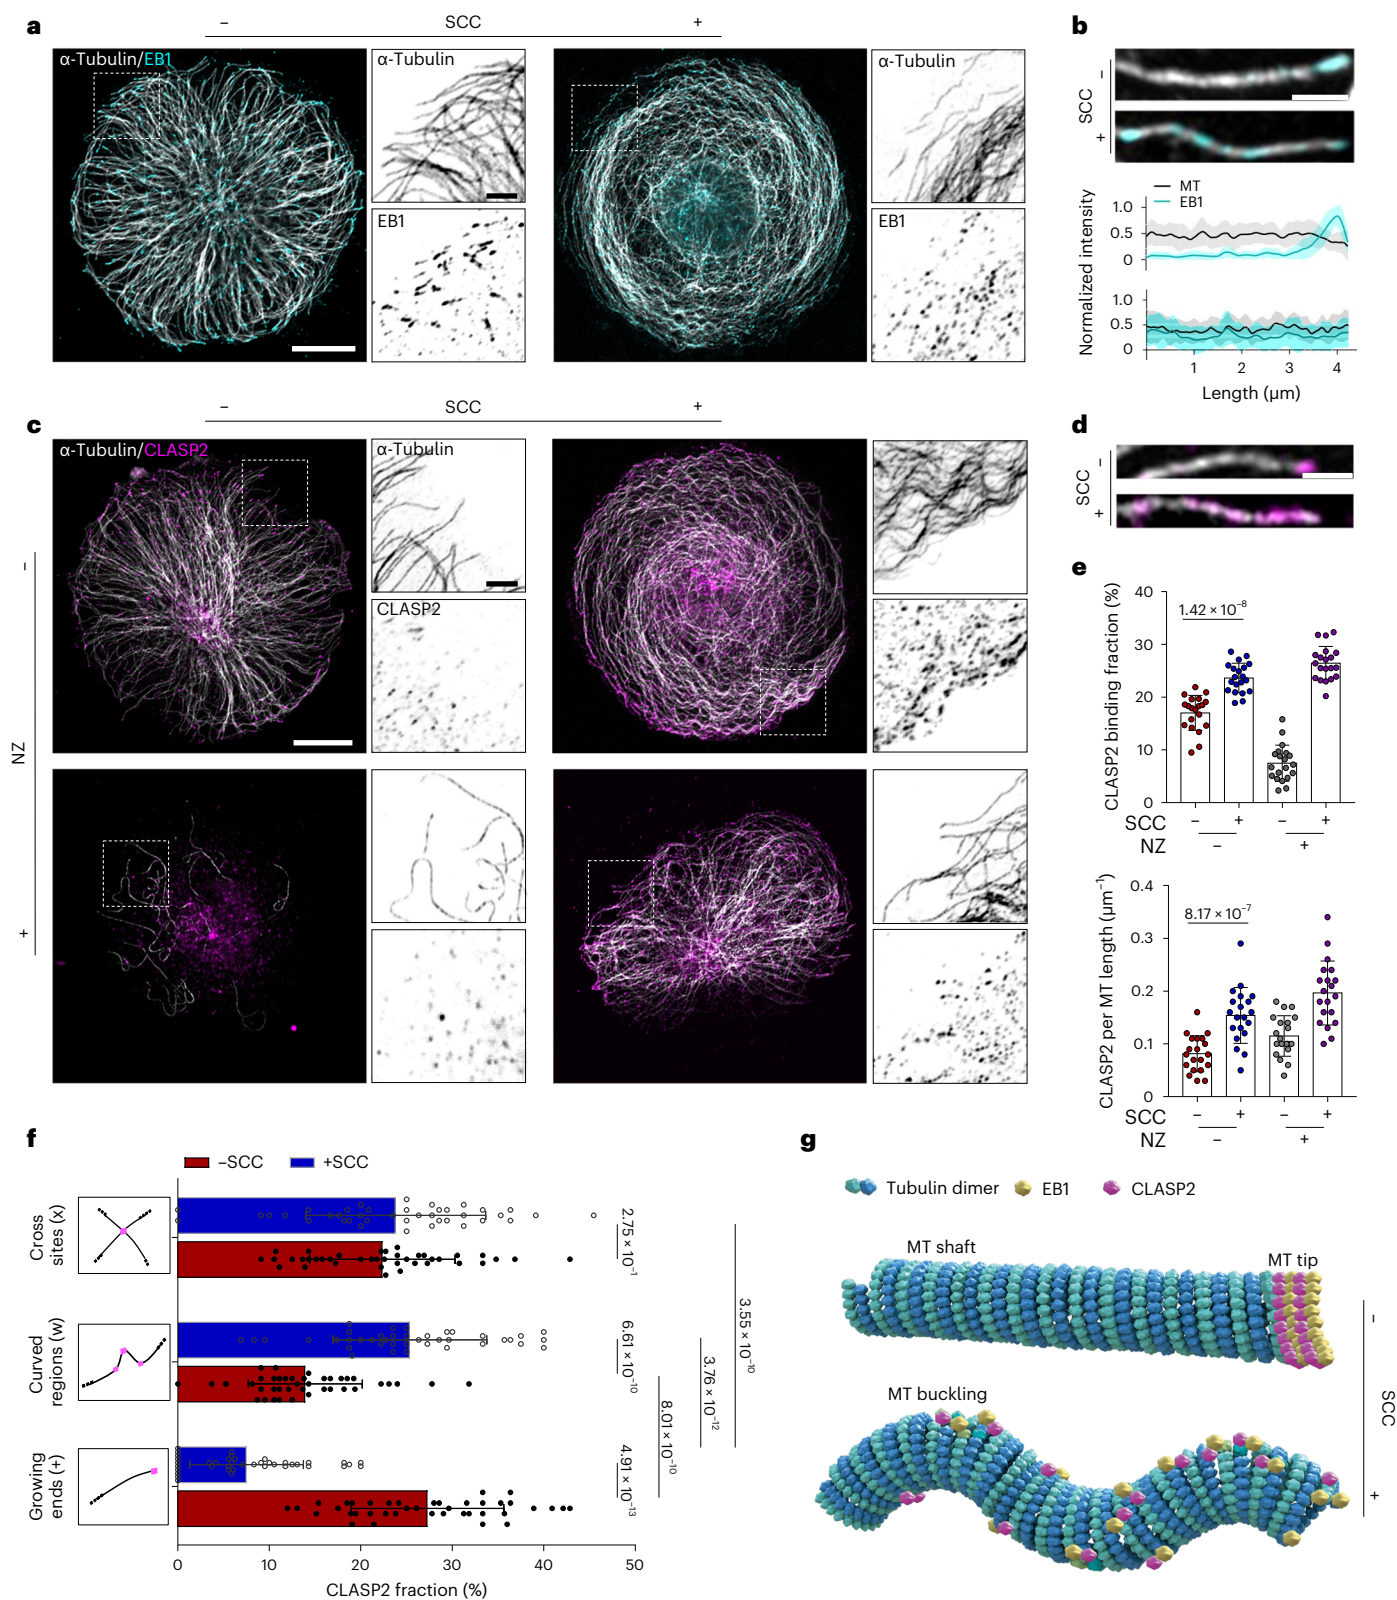 a
− SCC +
α-Tubulin/EB1
α-Tubulin
EB1
α-Tubulin
EB1
b
SCC
−
+
MT
EB1
Normalized intensity
1.0
0.5
0
1.0
0.5
0
1 2 3 4
Length (μm)
c
− SCC +
α-Tubulin/CLASP2
α-Tubulin
CLASP2
NZ
−
+
d
SCC
−
+
e
CLASP2 binding fraction (%)
40
30
20
10
0
1.42 × 10⁻⁸
SCC − + − +
NZ − +
CLASP2 per MT length (μm⁻¹)
0.4
0.3
0.2
0.1
0
8.17 × 10⁻⁷
SCC − + − +
NZ − +
f
−SCC +SCC
Cross
sites (x)
Curved
regions (w)
Growing
ends (+)
2.75 × 10⁻¹
6.61 × 10⁻¹⁰
4.91 × 10⁻¹³
8.01 × 10⁻¹⁰
3.76 × 10⁻¹²
3.55 × 10⁻¹⁰
0 10 20 30 40 50
CLASP2 fraction (%)
g
Tubulin dimer EB1 CLASP2
MT shaft
MT tip
MT buckling
−
SCC
+